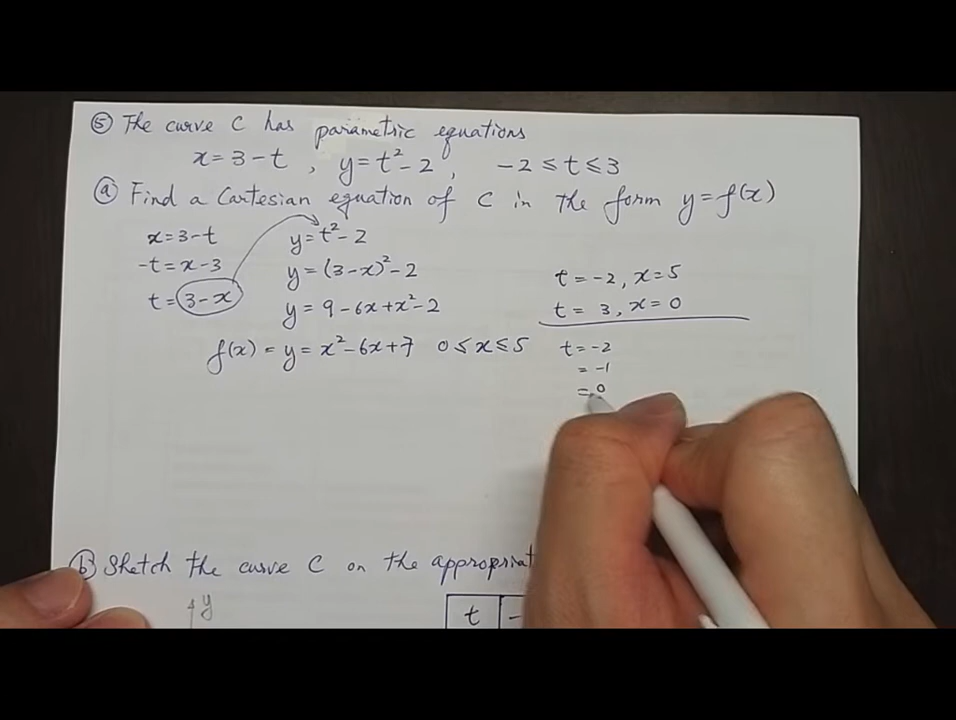 ⑤ The curve C has parametric equations
x = 3 - t , y = t² - 2 , -2 ≤ t ≤ 3
ⓐ Find a Cartesian equation of C in the form y = f(x)
x = 3 - t
-t = x - 3
t = 3 - x
y = t² - 2
y = (3 - x)² - 2
y = 9 - 6x + x² - 2
f(x) = y = x² - 6x + 7 0 ≤ x ≤ 5
t = -2, x = 5
t = 3, x = 0
t = -2
= -1
= 0
ⓑ Sketch the curve C on the
y
t